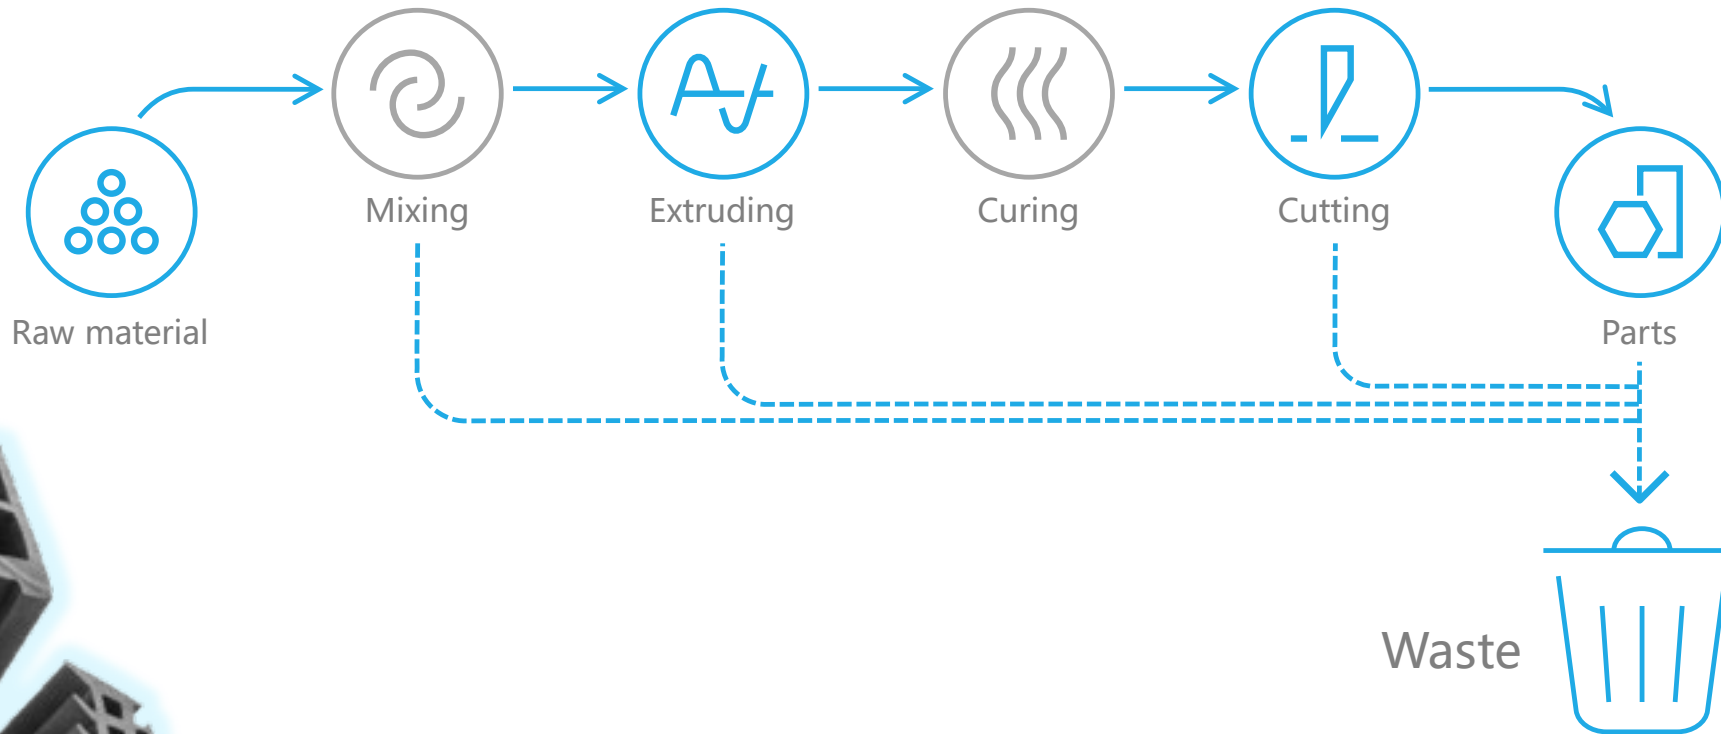 Mixing
Extruding
Curing
Cutting
Raw material
Parts
Waste